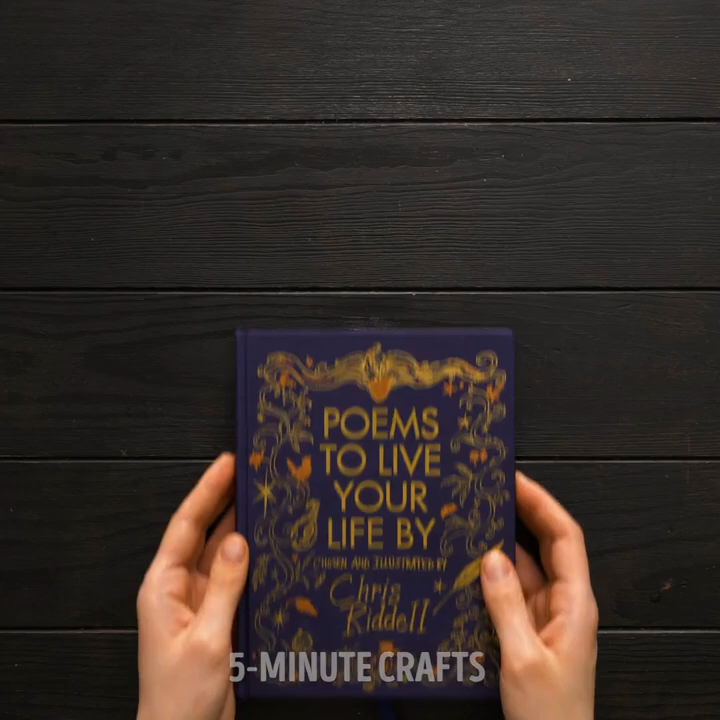 POEMS
TO LIVE
YOUR
LIFE BY
CHOSEN AND ILLUSTRATED BY
Chris
Riddell
5-MINUTE CRAFTS